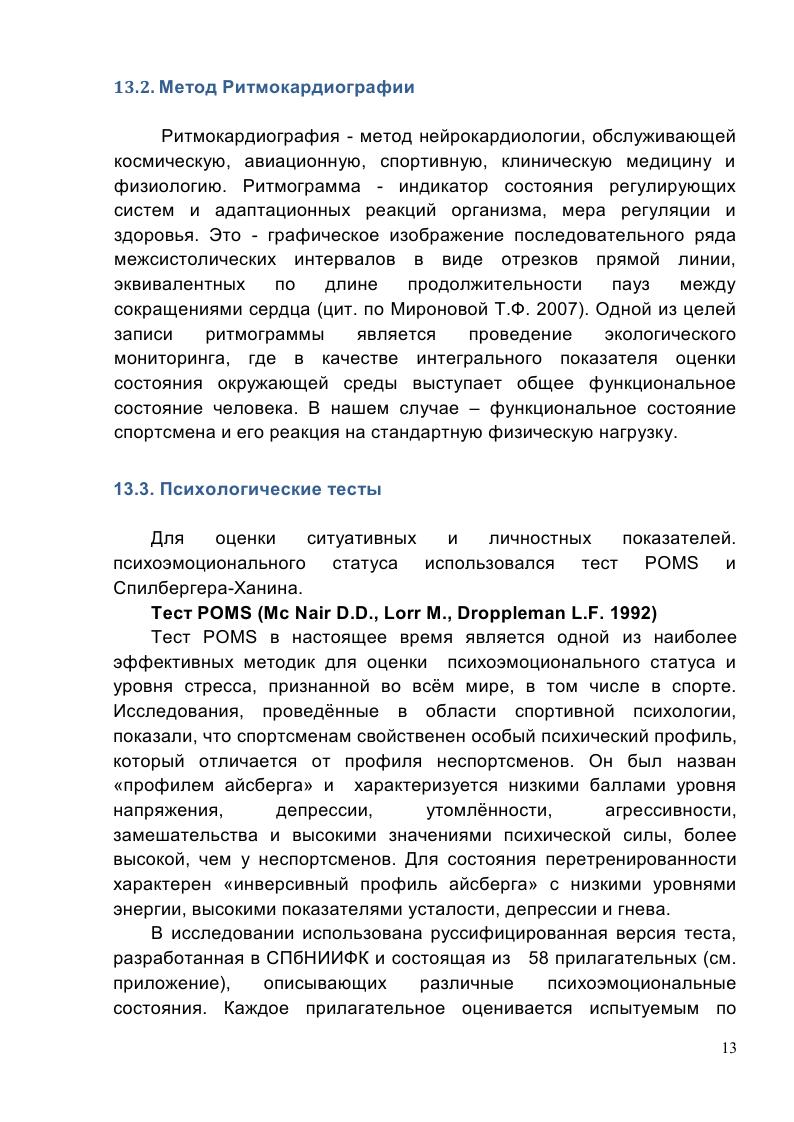 13.2. Метод Ритмокардиографии
Ритмокардиография - метод нейрокардиологии, обслуживающей
космическую, авиационную, спортивную, клиническую медицину и
физиологию. Ритмограмма - индикатор состояния регулирующих
систем и адаптационных реакций организма, мера регуляции и
здоровья. Это - графическое изображение последовательного ряда
межсистолических интервалов в виде отрезков прямой линии,
эквивалентных по длине продолжительности пауз между
сокращениями сердца (цит. по Мироновой Т.Ф. 2007). Одной из целей
записи ритмограммы является проведение экологического
мониторинга, где в качестве интегрального показателя оценки
состояния окружающей среды выступает общее функциональное
состояние человека. В нашем случае – функциональное состояние
спортсмена и его реакция на стандартную физическую нагрузку.
13.3. Психологические тесты
Для оценки ситуативных и личностных показателей.
психоэмоционального статуса использовался тест POMS и
Спилбергера-Ханина.
Тест POMS (Mc Nair D.D., Lorr M., Droppleman L.F. 1992)
Тест POMS в настоящее время является одной из наиболее
эффективных методик для оценки психоэмоционального статуса и
уровня стресса, признанной во всём мире, в том числе в спорте.
Исследования, проведённые в области спортивной психологии,
показали, что спортсменам свойственен особый психический профиль,
который отличается от профиля неспортсменов. Он был назван
«профилем айсберга» и характеризуется низкими баллами уровня
напряжения, депрессии, утомлённости, агрессивности,
замешательства и высокими значениями психической силы, более
высокой, чем у неспортсменов. Для состояния перетренированности
характерен «инверсивный профиль айсберга» с низкими уровнями
энергии, высокими показателями усталости, депрессии и гнева.
В исследовании использована руссифицированная версия теста,
разработанная в СПбНИИФК и состоящая из 58 прилагательных (см.
приложение), описывающих различные психоэмоциональные
состояния. Каждое прилагательное оценивается испытуемым по
13